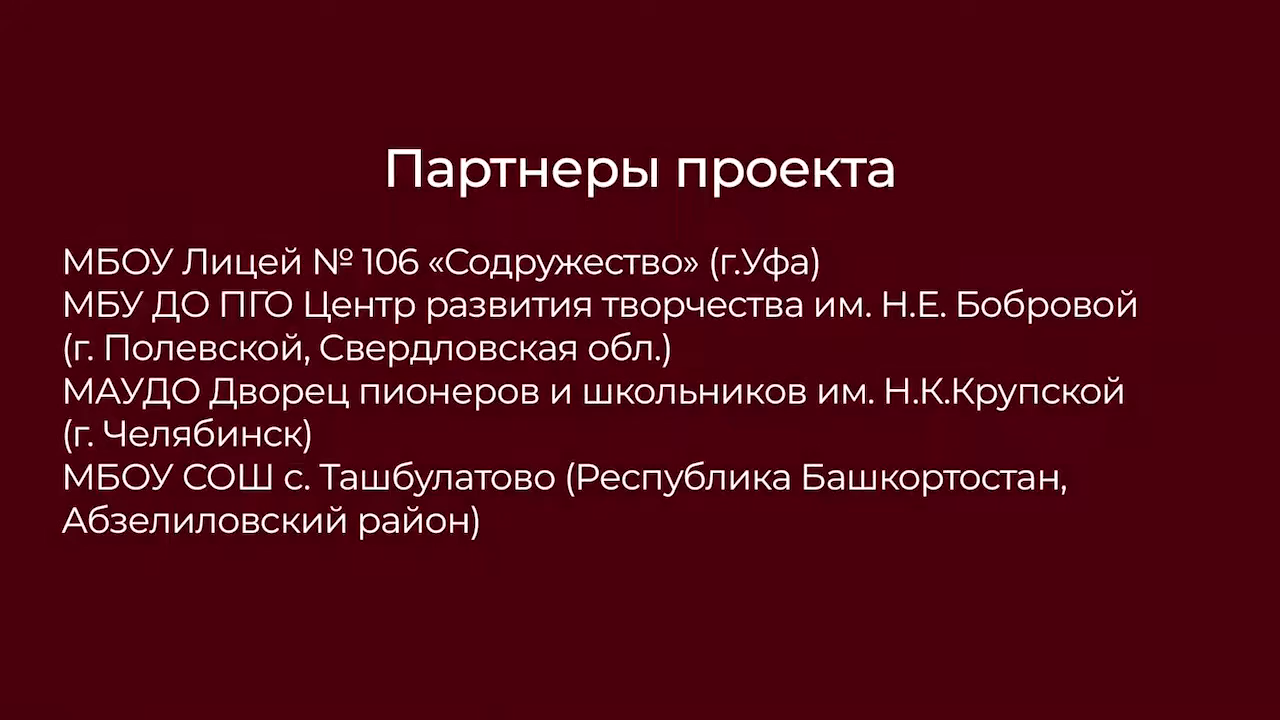 Партнеры проекта
МБОУ Лицей № 106 «Содружество» (г.Уфа)
МБУ ДО ПГО Центр развития творчества им. Н.Е. Бобровой
(г. Полевской, Свердловская обл.)
МАУДО Дворец пионеров и школьников им. Н.К.Крупской
(г. Челябинск)
МБОУ СОШ с. Ташбулатово (Республика Башкортостан,
Абзелиловский район)